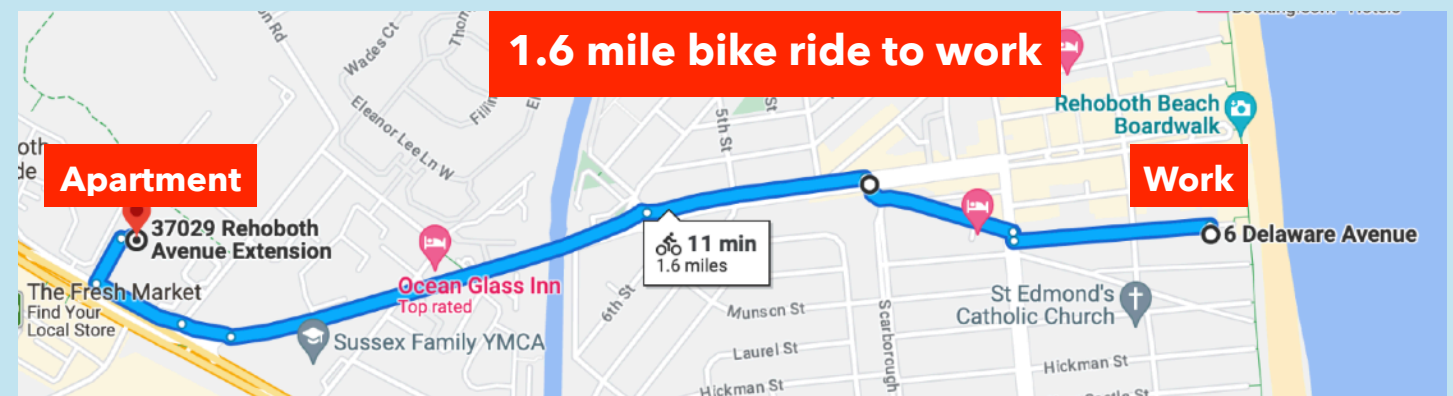 1.6 mile bike ride to work
Wades Ct
Eleanor Lee Ln W
5th St
St
Rehoboth Beach
Boardwalk
Apartment
Work
37029 Rehoboth
Avenue Extension
11 min
1.6 miles
6 Delaware Avenue
The Fresh Market
Find Your
Local Store
Ocean Glass Inn
Top rated
6th St
Munson St
Scarborough
St Edmond's
Catholic Church
Sussex Family YMCA
Laurel St
Hickman St
Hickman St